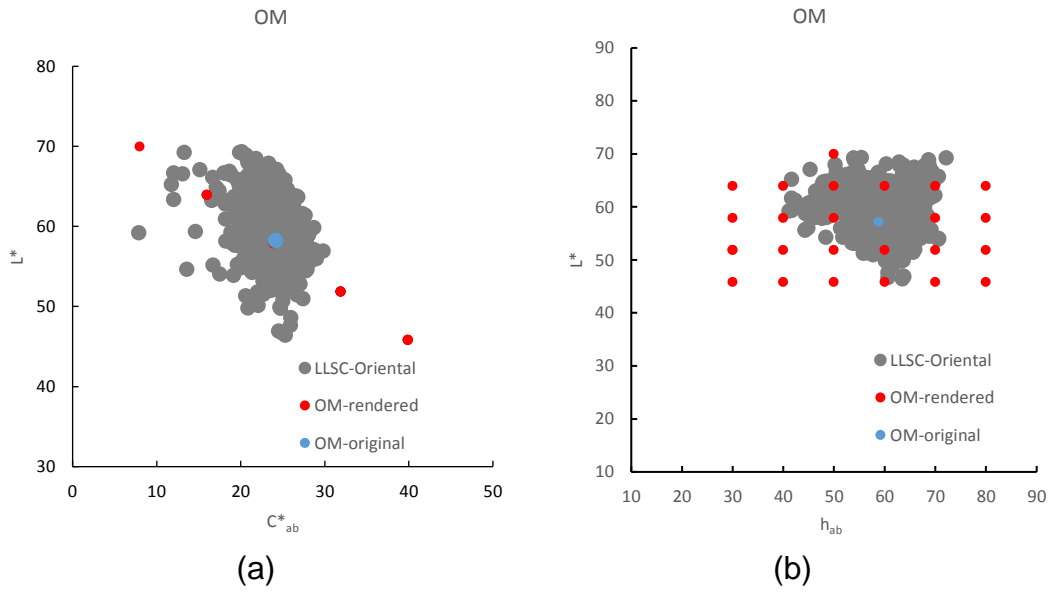 OM
80
70
60
50
40
30
L*
0 10 20 30 40 50
C*ab
LLSC-Oriental
OM-rendered
OM-original
(a)
OM
90
80
70
60
50
40
30
20
10
L*
10 20 30 40 50 60 70 80 90
hab
LLSC-Oriental
OM-rendered
OM-original
(b)